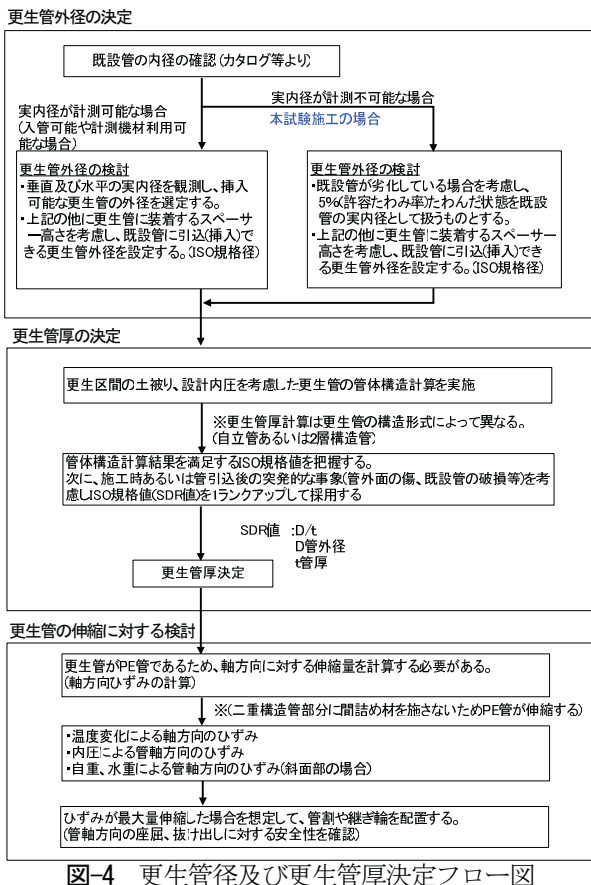 更生管外径の決定
既設管の内径の確認(カタログ等より)
実内径が計測可能な場合
(入管可能や計測機材利用可
能な場合)
実内径が計測不可能な場合
本試験施工の場合
更生管外径の検討
・垂直及び水平の実内径を観測し、挿入
可能な更生管の外径を選定する。
・上記の他に更生管に装着するスペーサ
ー高さを考慮し、既設管に引込(挿入)で
きる更生管外径を設定する。(ISO規格径)
更生管外径の検討
・既設管が劣化している場合を考慮し、
5%(許容たわみ率)たわんだ状態を既設
管の実内径として扱うものとする。
・上記の他に更生管に装着するスペーサー
高さを考慮し、既設管に引込(挿入)でき
る更生管外径を設定する。(ISO規格径)
更生管厚の決定
更生区間の土被り、設計内圧を考慮した更生管の管体構造計算を実施
※更生管厚計算は更生管の構造形式によって異なる。
(自立管あるいは2層構造管)
管体構造計算結果を満足するISO規格値を把握する。
次に、施工時あるいは管引込後の突発的な事象(管外面の傷、既設管の破損等)を考
慮しISO規格値(SDR値)を1ランクアップして採用する
SDR値 :D/t
D管外径
t管厚
更生管厚決定
更生管の伸縮に対する検討
更生管がPE管であるため、軸方向に対する伸縮量を計算する必要がある。
(軸方向ひずみの計算)
※(二重構造管部分に間詰め材を施さないためPE管が伸縮する)
・温度変化による軸方向のひずみ
・内圧による管軸方向のひずみ
・自重、水重による管軸方向のひずみ(斜面部の場合)
ひずみが最大量伸縮した場合を想定して、管割や継ぎ輪を配置する。
(管軸方向の座屈、抜け出しに対する安全性を確認)
図-4 更生管径及び更生管厚決定フロー図